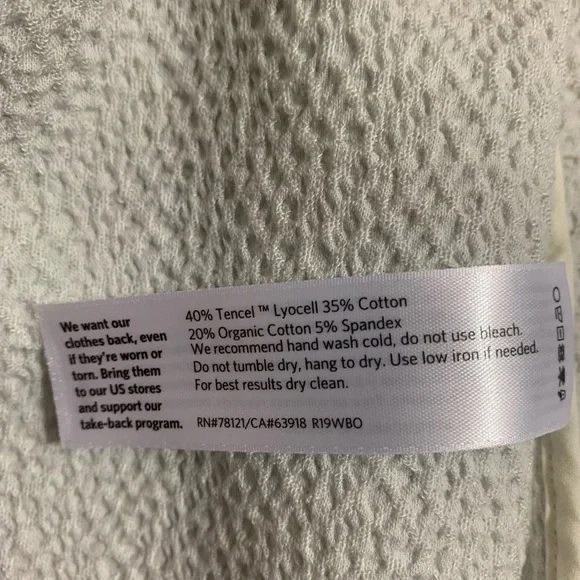 We want our
clothes back, even
if they're worn or
torn. Bring them
to our US stores
and support our
take-back program.
40% Tencel™ Lyocell 35% Cotton
20% Organic Cotton 5% Spandex
We recommend hand wash cold, do not use bleach.
Do not tumble dry, hang to dry. Use low iron if needed.
For best results dry clean.
RN#78121/CA#63918 R19WBO